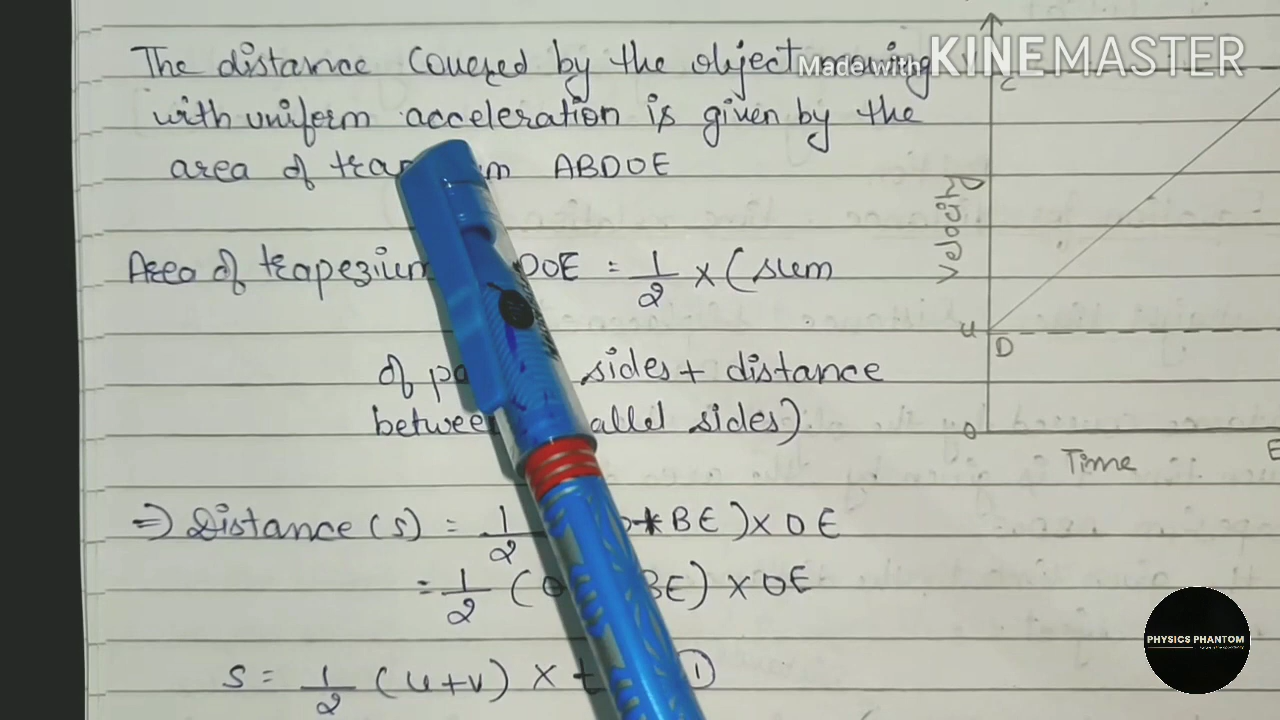 The distance covered by the object moving
with uniform acceleration is given by the
area of ABDOE
Area of trapezium DOE = 1/2 × (sum
of sides + distance
between sides)
⇒ Distance (s) = 1/2 BE) × OE
= 1/2 ( BE) × OE
s = 1/2 (u+v) × t ①
Made with KINEMASTER
C
velocity
u
D
O
Time
E
PHYSICS PHANTOM